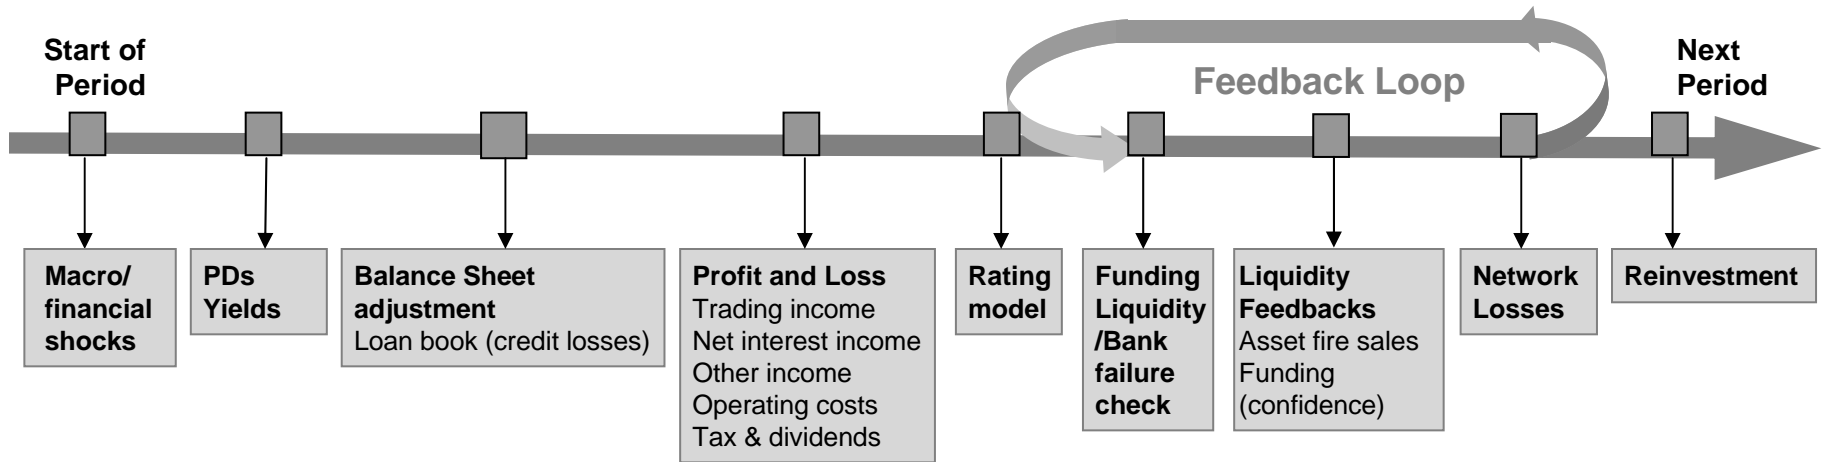 Start of
Period
Feedback Loop
Next
Period
Macro/
financial
shocks
PDs
Yields
Balance Sheet
adjustment
Loan book (credit losses)
Profit and Loss
Trading income
Net interest income
Other income
Operating costs
Tax & dividends
Rating
model
Funding
Liquidity
/Bank
failure
check
Liquidity
Feedbacks
Asset fire sales
Funding
(confidence)
Network
Losses
Reinvestment